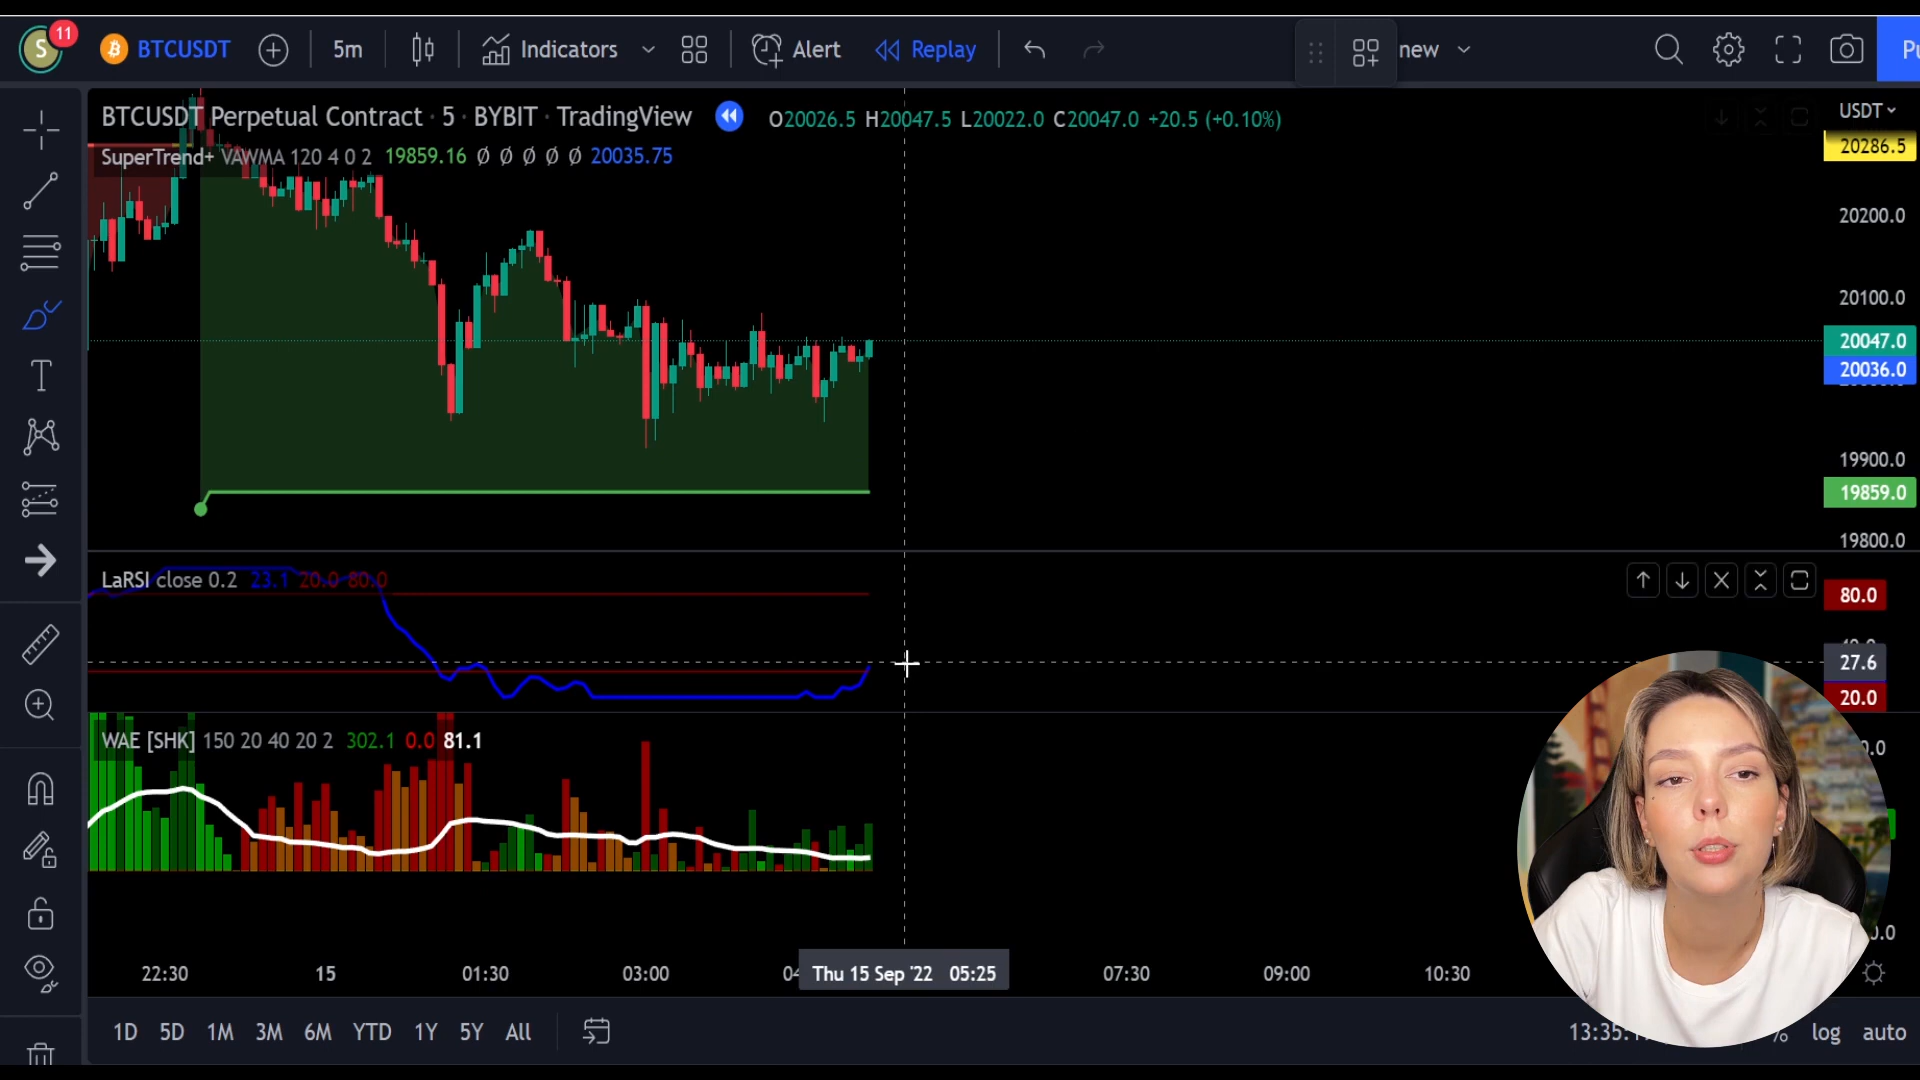 S 11 BTCUSDT 5m Indicators Alert Replay new Pu
BTCUSDT Perpetual Contract · 5 · BYBIT · TradingView O20026.5 H20047.5 L20022.0 C20047.0 +20.5 (+0.10%)
SuperTrend+ VAWMA 120 4 0 2 19859.16 Ø Ø Ø Ø Ø 20035.75
USDT
20286.5
20200.0
20100.0
20047.0
20036.0
19900.0
19859.0
19800.0
LaRSI close 0.2 23.1 20.0 80.0
80.0
27.6
20.0
WAE [SHK] 150 20 40 20 2 302.1 0.0 81.1
22:30 15 01:30 03:00 04 Thu 15 Sep '22 05:25 07:30 09:00 10:30
1D 5D 1M 3M 6M YTD 1Y 5Y All 13:35: % log auto